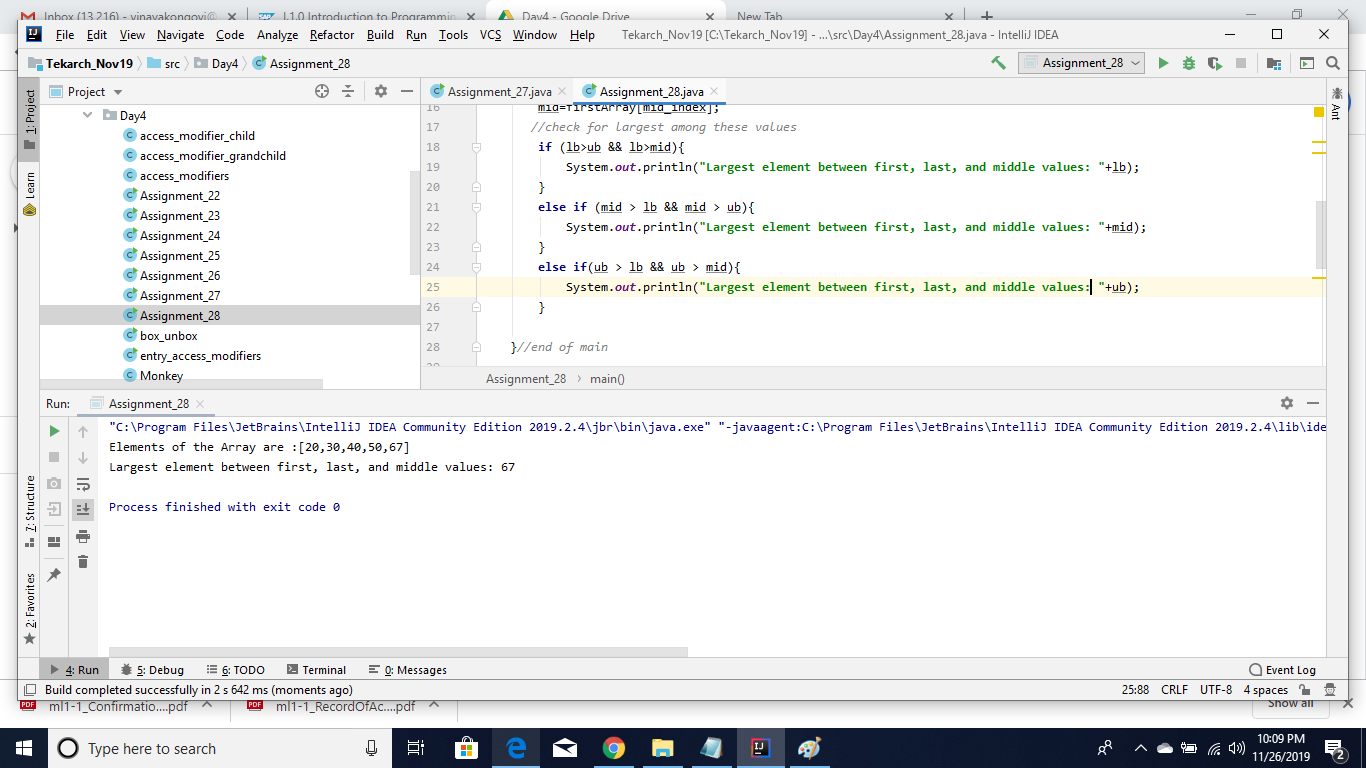 Inbox (13,216) - vinayakongovi@
L1.0 Introduction to Programmin
Day4 - Google Drive
New Tab
File Edit View Navigate Code Analyze Refactor Build Run Tools VCS Window Help Tekarch_Nov19 [C:\Tekarch_Nov19] - ...\src\Day4\Assignment_28.java - IntelliJ IDEA
Tekarch_Nov19 src Day4 Assignment_28
Assignment_28
1: Project
Learn
7: Structure
2: Favorites
Project
Day4
access_modifier_child
access_modifier_grandchild
access_modifiers
Assignment_22
Assignment_23
Assignment_24
Assignment_25
Assignment_26
Assignment_27
Assignment_28
box_unbox
entry_access_modifiers
Monkey
Assignment_27.java Assignment_28.java
Ant
16 mid=firstArray[mid_index];
17 //check for largest among these values
18 if (lb>ub && lb>mid){
19 System.out.println("Largest element between first, last, and middle values: "+lb);
20 }
21 else if (mid > lb && mid > ub){
22 System.out.println("Largest element between first, last, and middle values: "+mid);
23 }
24 else if(ub > lb && ub > mid){
25 System.out.println("Largest element between first, last, and middle values: "+ub);
26 }
27
28 }//end of main
Assignment_28 › main()
Run: Assignment_28
"C:\Program Files\JetBrains\IntelliJ IDEA Community Edition 2019.2.4\jbr\bin\java.exe" "-javaagent:C:\Program Files\JetBrains\IntelliJ IDEA Community Edition 2019.2.4\lib\ide
Elements of the Array are :[20,30,40,50,67]
Largest element between first, last, and middle values: 67
Process finished with exit code 0
4: Run 5: Debug 6: TODO Terminal 0: Messages Event Log
Build completed successfully in 2 s 642 ms (moments ago) 25:88 CRLF UTF-8 4 spaces
PDF ml1-1_Confirmatio....pdf PDF ml1-1_RecordOfAc....pdf Show all
Type here to search
10:09 PM
11/26/2019
2